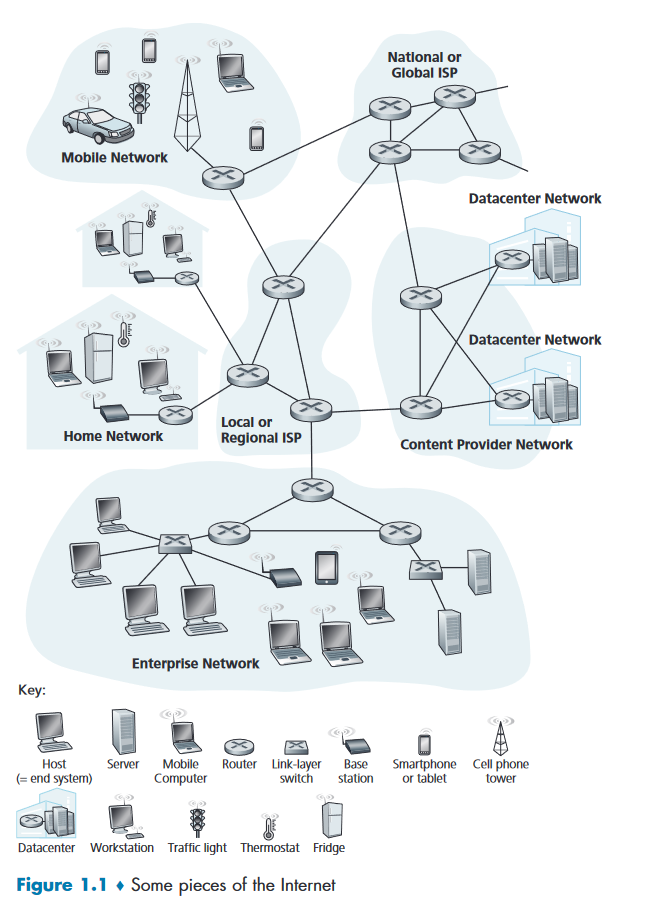 National or
Global ISP
Mobile Network
Datacenter Network
Datacenter Network
Local or
Regional ISP
Home Network
Content Provider Network
Enterprise Network
Key:
Host
(= end system)
Server
Mobile
Computer
Router
Link-layer
switch
Base
station
Smartphone
or tablet
Cell phone
tower
Datacenter
Workstation
Traffic light
Thermostat
Fridge
Figure 1.1 ♦ Some pieces of the Internet